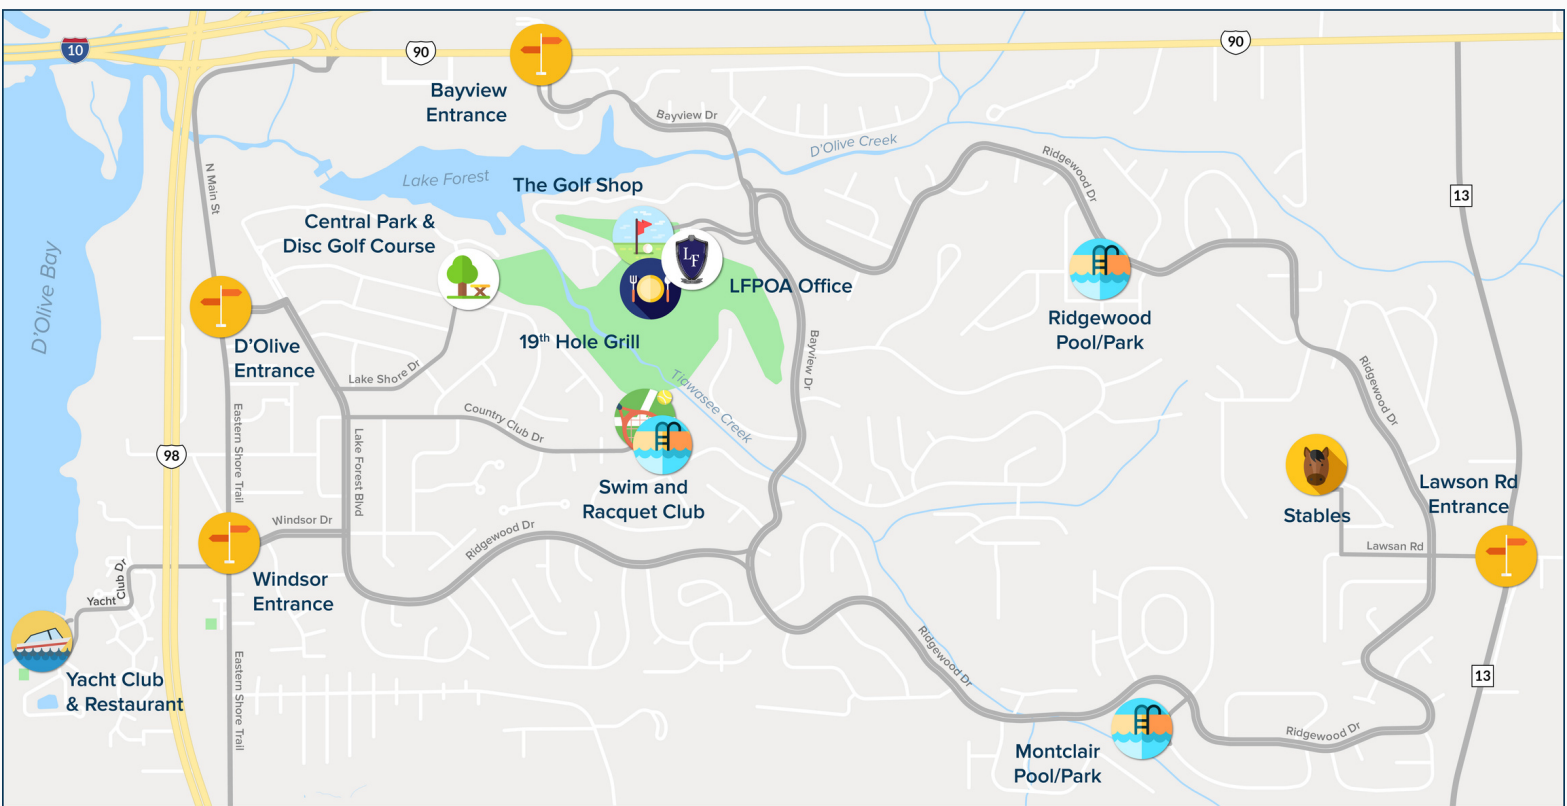 10
90
90
Bayview
Entrance
Bayview Dr
D'Olive Creek
Ridgewood Dr
Lake Forest
The Golf Shop
N Main St
13
Central Park &
Disc Golf Course
LF
D'Olive Bay
LFPOA Office
19th Hole Grill
Ridgewood
Pool/Park
D'Olive
Entrance
Bayview Dr
Lake Shore Dr
Tiawasee Creek
Ridgewood Dr
Country Club Dr
Eastern Shore Trail
Lake Forest Blvd
98
Swim and
Racquet Club
Stables
Lawson Rd
Entrance
Windsor Dr
Ridgewood Dr
Lawsan Rd
Yacht Club Dr
Windsor
Entrance
Ridgewood Dr
Yacht Club
& Restaurant
Eastern Shore Trail
13
Montclair
Pool/Park
Ridgewood Dr